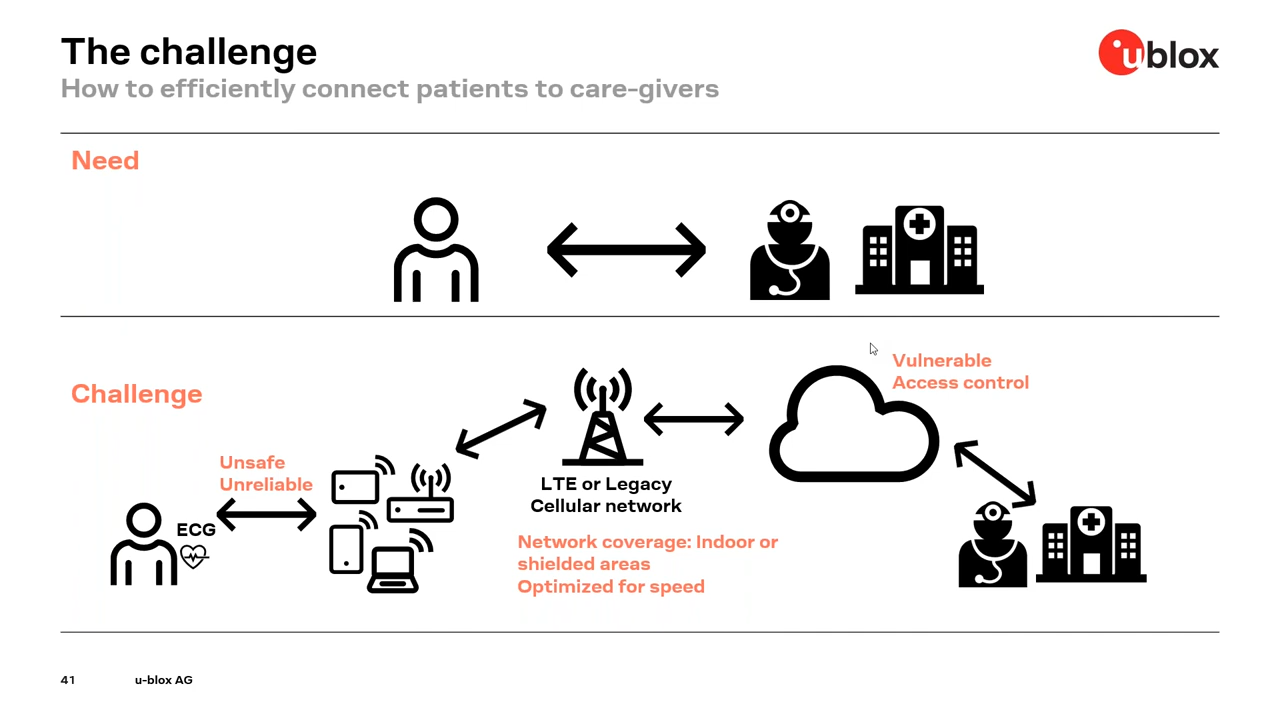 The challenge
How to efficiently connect patients to care-givers
ublox
Need
Challenge
Vulnerable
Access control
Unsafe
Unreliable
ECG
LTE or Legacy
Cellular network
Network coverage: Indoor or
shielded areas
Optimized for speed
41 u-blox AG